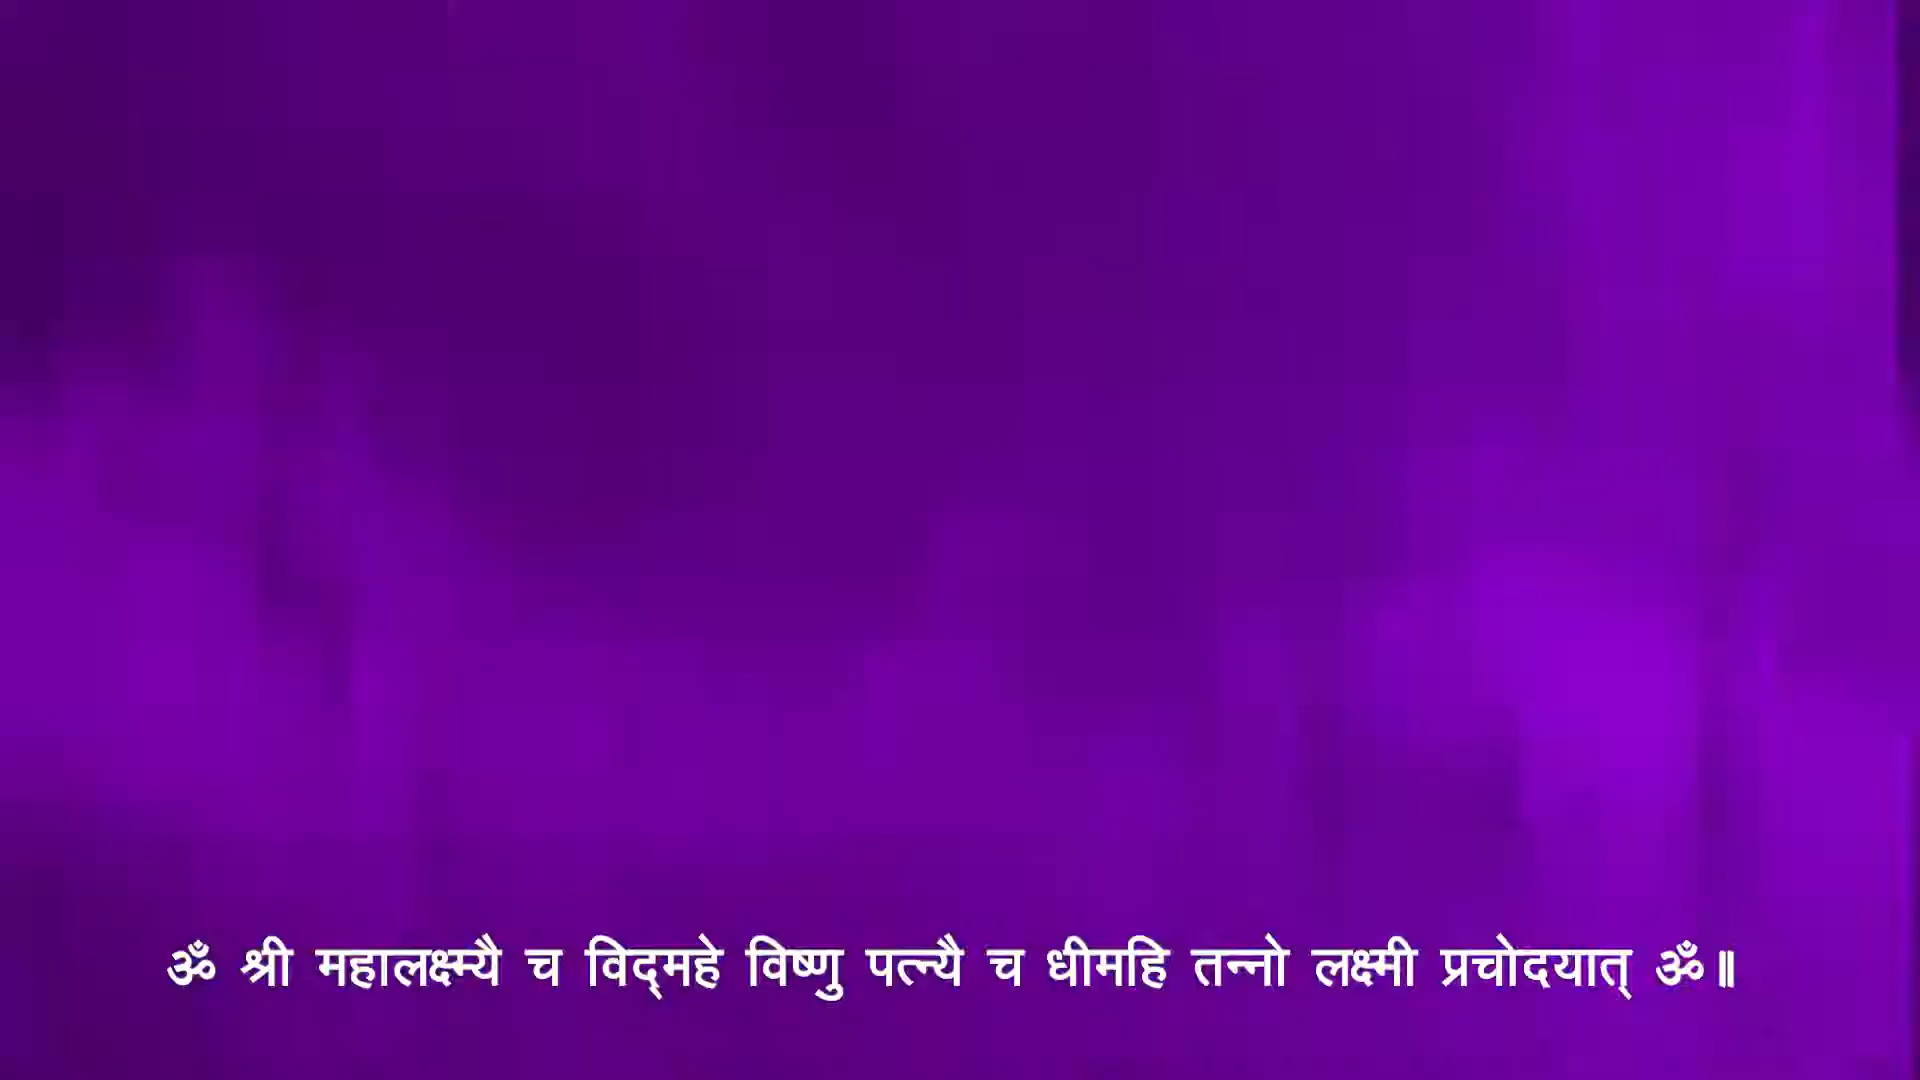 ॐ श्री महालक्ष्म्यै च विद्महे विष्णु पत्न्यै च धीमहि तन्नो लक्ष्मी प्रचोदयात् ॐ॥